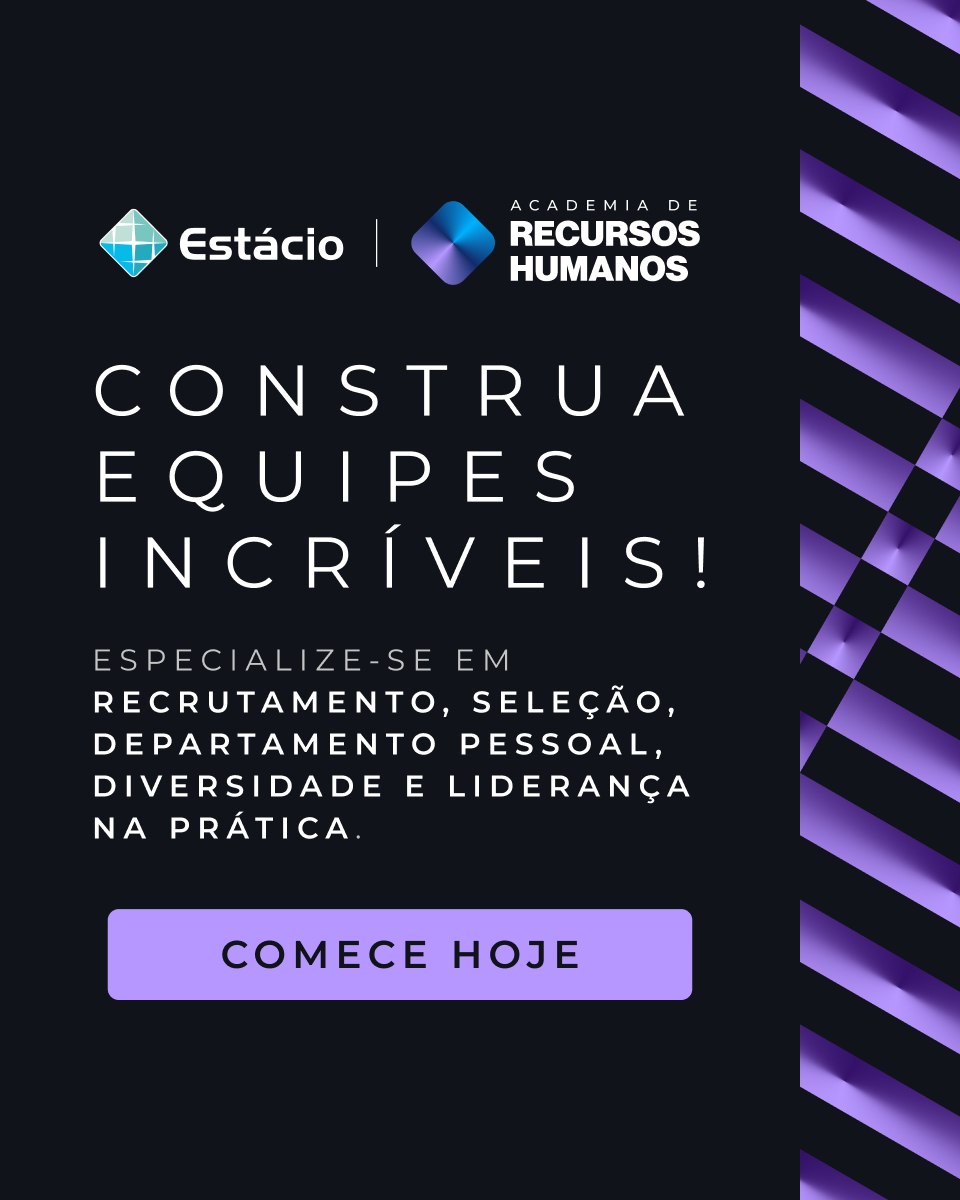 Estácio
ACADEMIA DE
RECURSOS
HUMANOS
CONSTRUA
EQUIPES
INCRÍVEIS!
ESPECIALIZE-SE EM
RECRUTAMENTO, SELEÇÃO,
DEPARTAMENTO PESSOAL,
DIVERSIDADE E LIDERANÇA
NA PRÁTICA.
COMECE HOJE